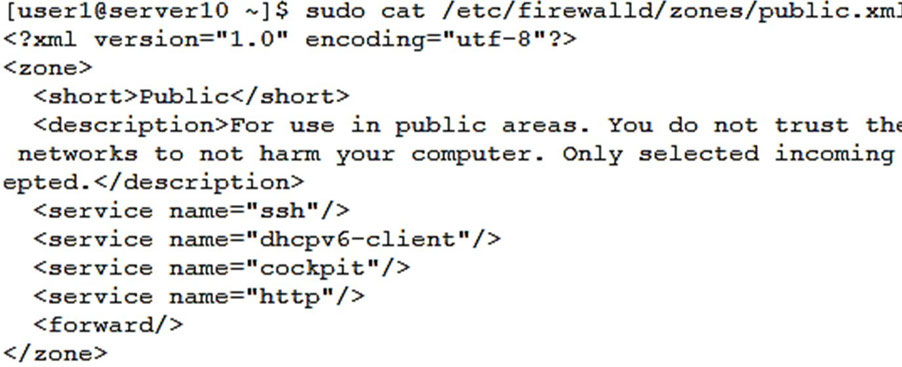 [user1@server10 ~]$ sudo cat /etc/firewalld/zones/public.xml
<?xml version="1.0" encoding="utf-8"?>
<zone>
  <short>Public</short>
  <description>For use in public areas. You do not trust the
 networks to not harm your computer. Only selected incoming
epted.</description>
  <service name="ssh"/>
  <service name="dhcpv6-client"/>
  <service name="cockpit"/>
  <service name="http"/>
  <forward/>
</zone>